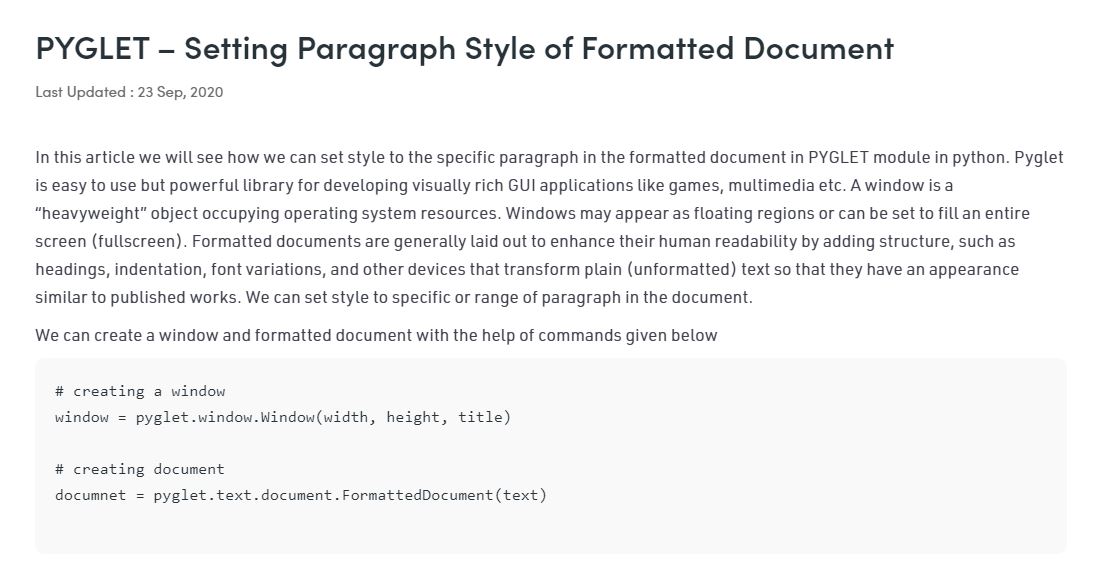 PYGLET – Setting Paragraph Style of Formatted Document
Last Updated : 23 Sep, 2020
In this article we will see how we can set style to the specific paragraph in the formatted document in PYGLET module in python. Pyglet
is easy to use but powerful library for developing visually rich GUI applications like games, multimedia etc. A window is a
“heavyweight” object occupying operating system resources. Windows may appear as floating regions or can be set to fill an entire
screen (fullscreen). Formatted documents are generally laid out to enhance their human readability by adding structure, such as
headings, indentation, font variations, and other devices that transform plain (unformatted) text so that they have an appearance
similar to published works. We can set style to specific or range of paragraph in the document.
We can create a window and formatted document with the help of commands given below
# creating a window
window = pyglet.window.Window(width, height, title)
# creating document
documnet = pyglet.text.document.FormattedDocument(text)